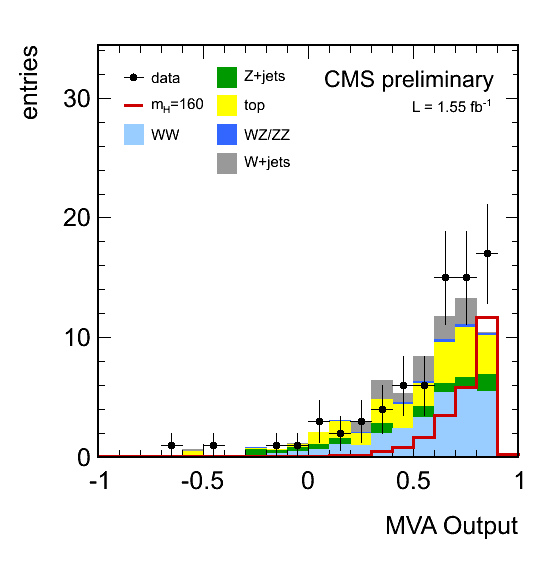 entries
CMS preliminary
L = 1.55 fb⁻¹
data
m_H=160
WW
Z+jets
top
WZ/ZZ
W+jets
30
20
10
0
-1 -0.5 0 0.5 1
MVA Output